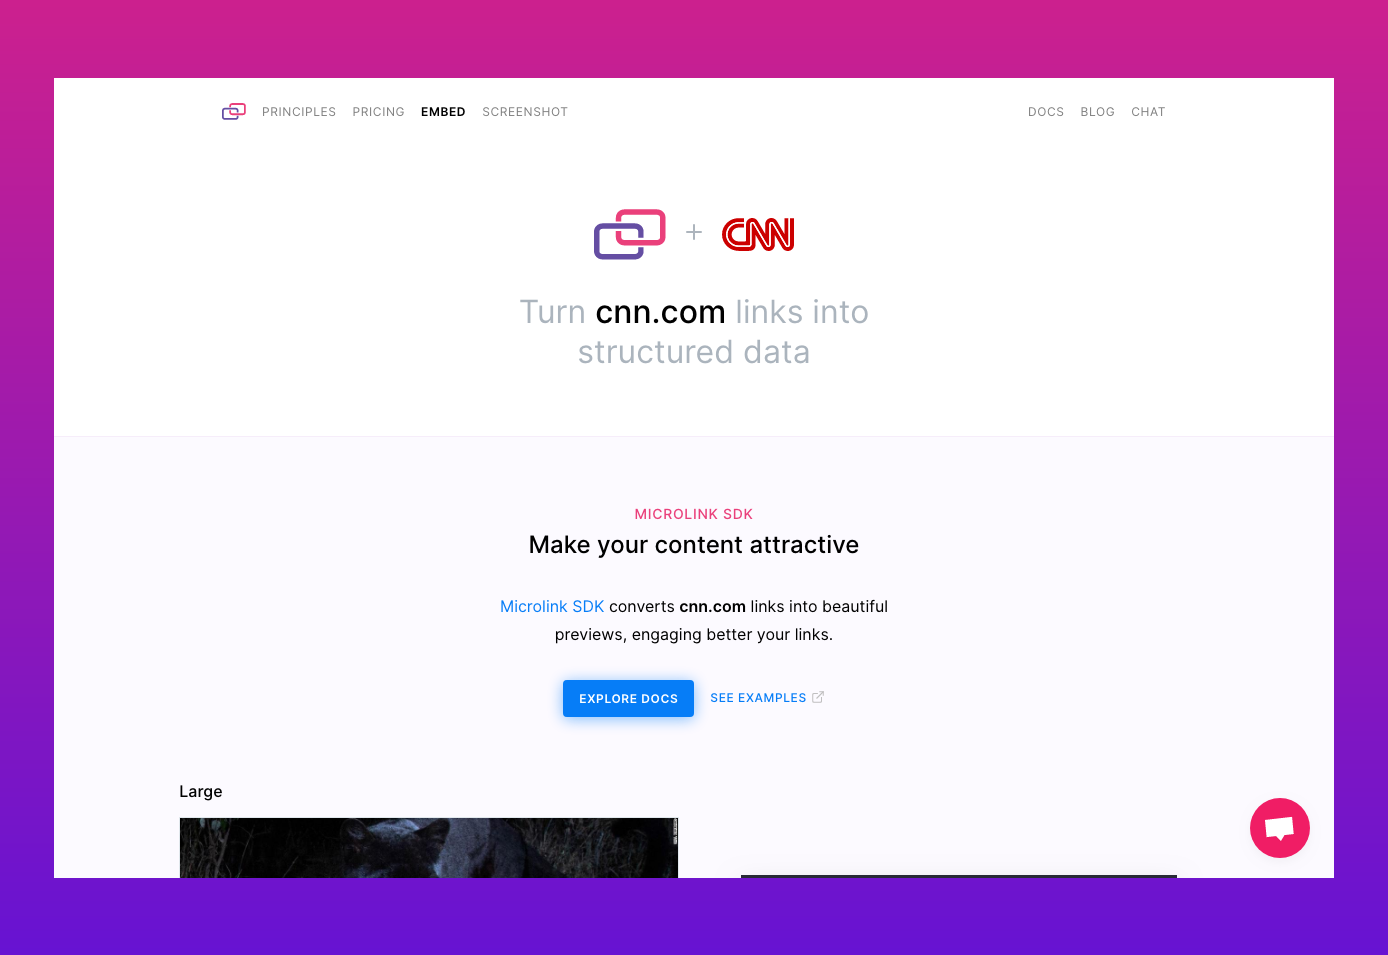 PRINCIPLES PRICING EMBED SCREENSHOT DOCS BLOG CHAT
CNN
Turn cnn.com links into
structured data
MICROLINK SDK
Make your content attractive
Microlink SDK converts cnn.com links into beautiful
previews, engaging better your links.
EXPLORE DOCS SEE EXAMPLES
Large